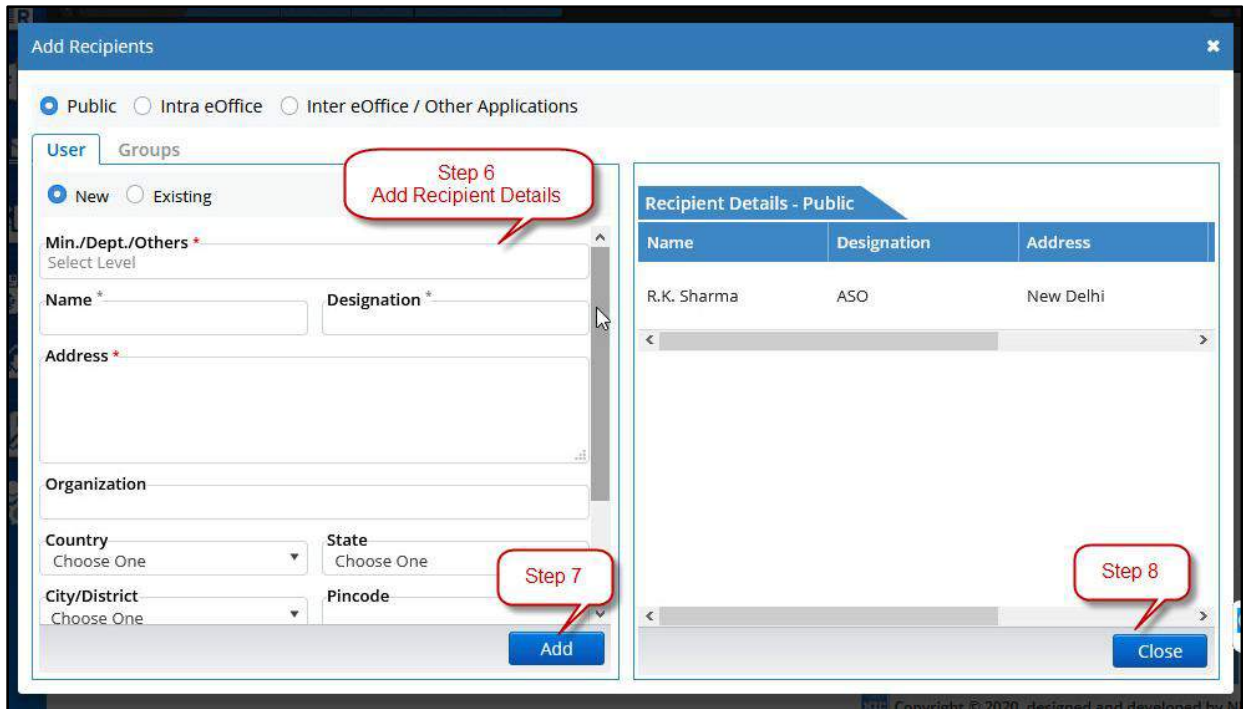 R
Add Recipients
Public Intra eOffice Inter eOffice / Other Applications
User Groups
Step 6
Add Recipient Details
New Existing
Min./Dept./Others *
Select Level
Name * Designation *
Address *
Organization
Country State
Choose One Choose One
City/District Pincode
Choose One
Step 7
Add
Recipient Details - Public
Name Designation Address
R.K. Sharma ASO New Delhi
Step 8
Close
Copyright © 2020, designed and developed by